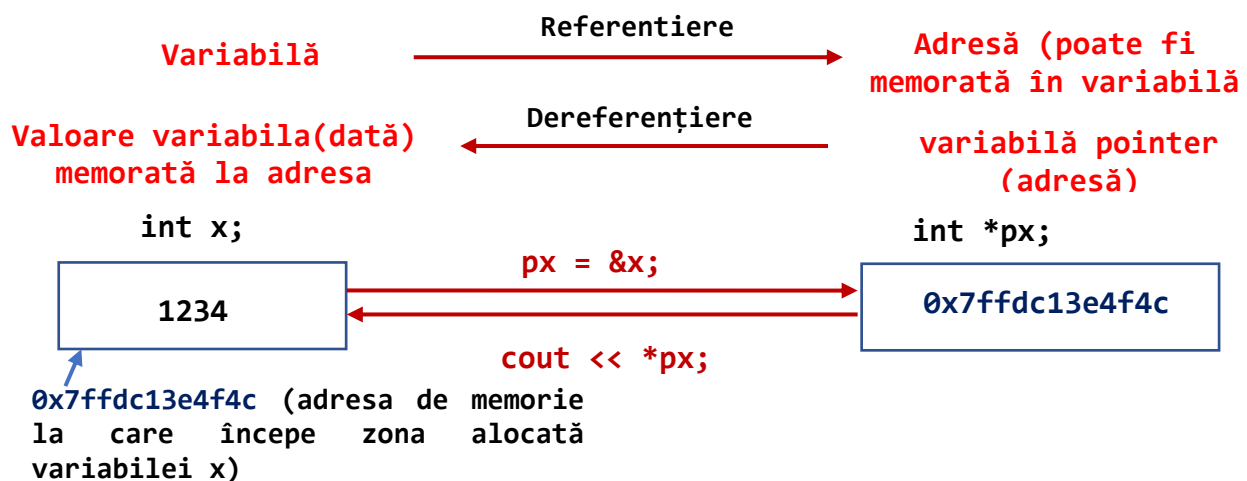 Referentiere
Variabilă
Adresă (poate fi
memorată în variabilă
Dereferențiere
Valoare variabila(dată)
memorată la adresa
variabilă pointer
(adresă)
int x;
int *px;
px = &x;
1234
0x7ffdc13e4f4c
cout << *px;
0x7ffdc13e4f4c (adresa de memorie
la care începe zona alocată
variabilei x)